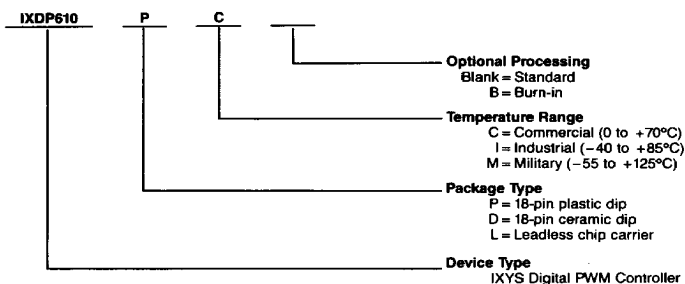 IXDP610 P C
Optional Processing
Blank = Standard
B = Burn-in
Temperature Range
C = Commercial (0 to +70°C)
I = Industrial (−40 to +85°C)
M = Military (−55 to +125°C)
Package Type
P = 18-pin plastic dip
D = 18-pin ceramic dip
L = Leadless chip carrier
Device Type
IXYS Digital PWM Controller